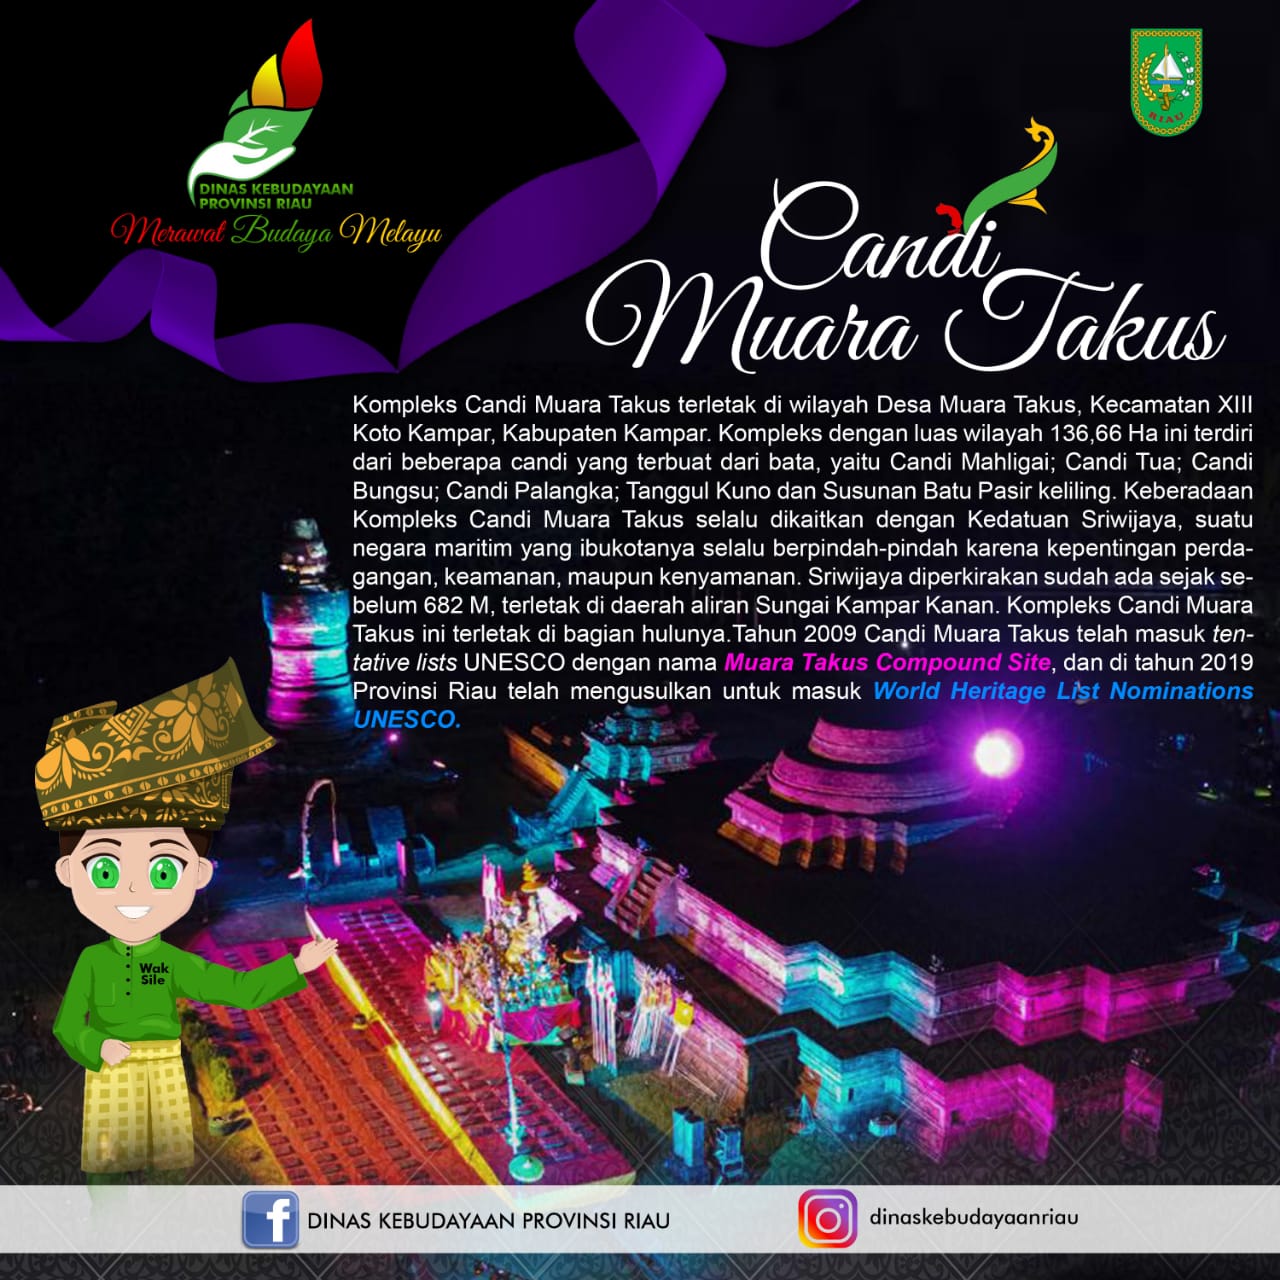 DINAS KEBUDAYAAN
PROVINSI RIAU
Merawat Budaya Melayu
RIAU
Candi
Muara Takus
Kompleks Candi Muara Takus terletak di wilayah Desa Muara Takus, Kecamatan XIII
Koto Kampar, Kabupaten Kampar. Kompleks dengan luas wilayah 136,66 Ha ini terdiri
dari beberapa candi yang terbuat dari bata, yaitu Candi Mahligai; Candi Tua; Candi
Bungsu; Candi Palangka; Tanggul Kuno dan Susunan Batu Pasir keliling. Keberadaan
Kompleks Candi Muara Takus selalu dikaitkan dengan Kedatuan Sriwijaya, suatu
negara maritim yang ibukotanya selalu berpindah-pindah karena kepentingan perda-
gangan, keamanan, maupun kenyamanan. Sriwijaya diperkirakan sudah ada sejak se-
belum 682 M, terletak di daerah aliran Sungai Kampar Kanan. Kompleks Candi Muara
Takus ini terletak di bagian hulunya.Tahun 2009 Candi Muara Takus telah masuk ten-
tative lists UNESCO dengan nama Muara Takus Compound Site, dan di tahun 2019
Provinsi Riau telah mengusulkan untuk masuk World Heritage List Nominations
UNESCO.
Wak
Sile
DINAS KEBUDAYAAN PROVINSI RIAU
dinaskebudayaanriau